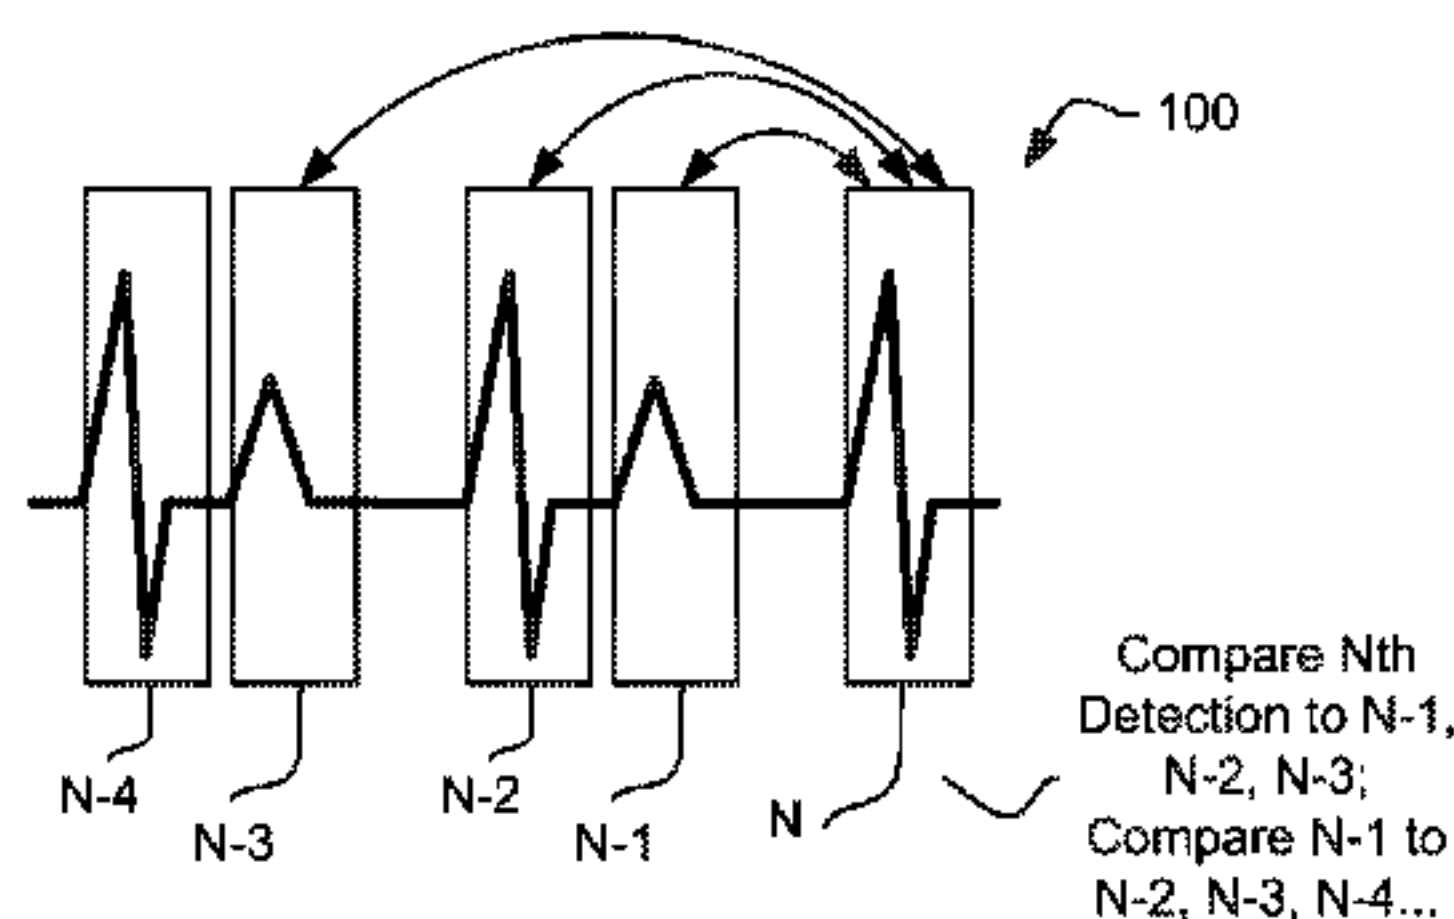 100
N-4
N-3
N-2
N-1
N
Compare Nth
Detection to N-1,
N-2, N-3;
Compare N-1 to
N-2, N-3, N-4...